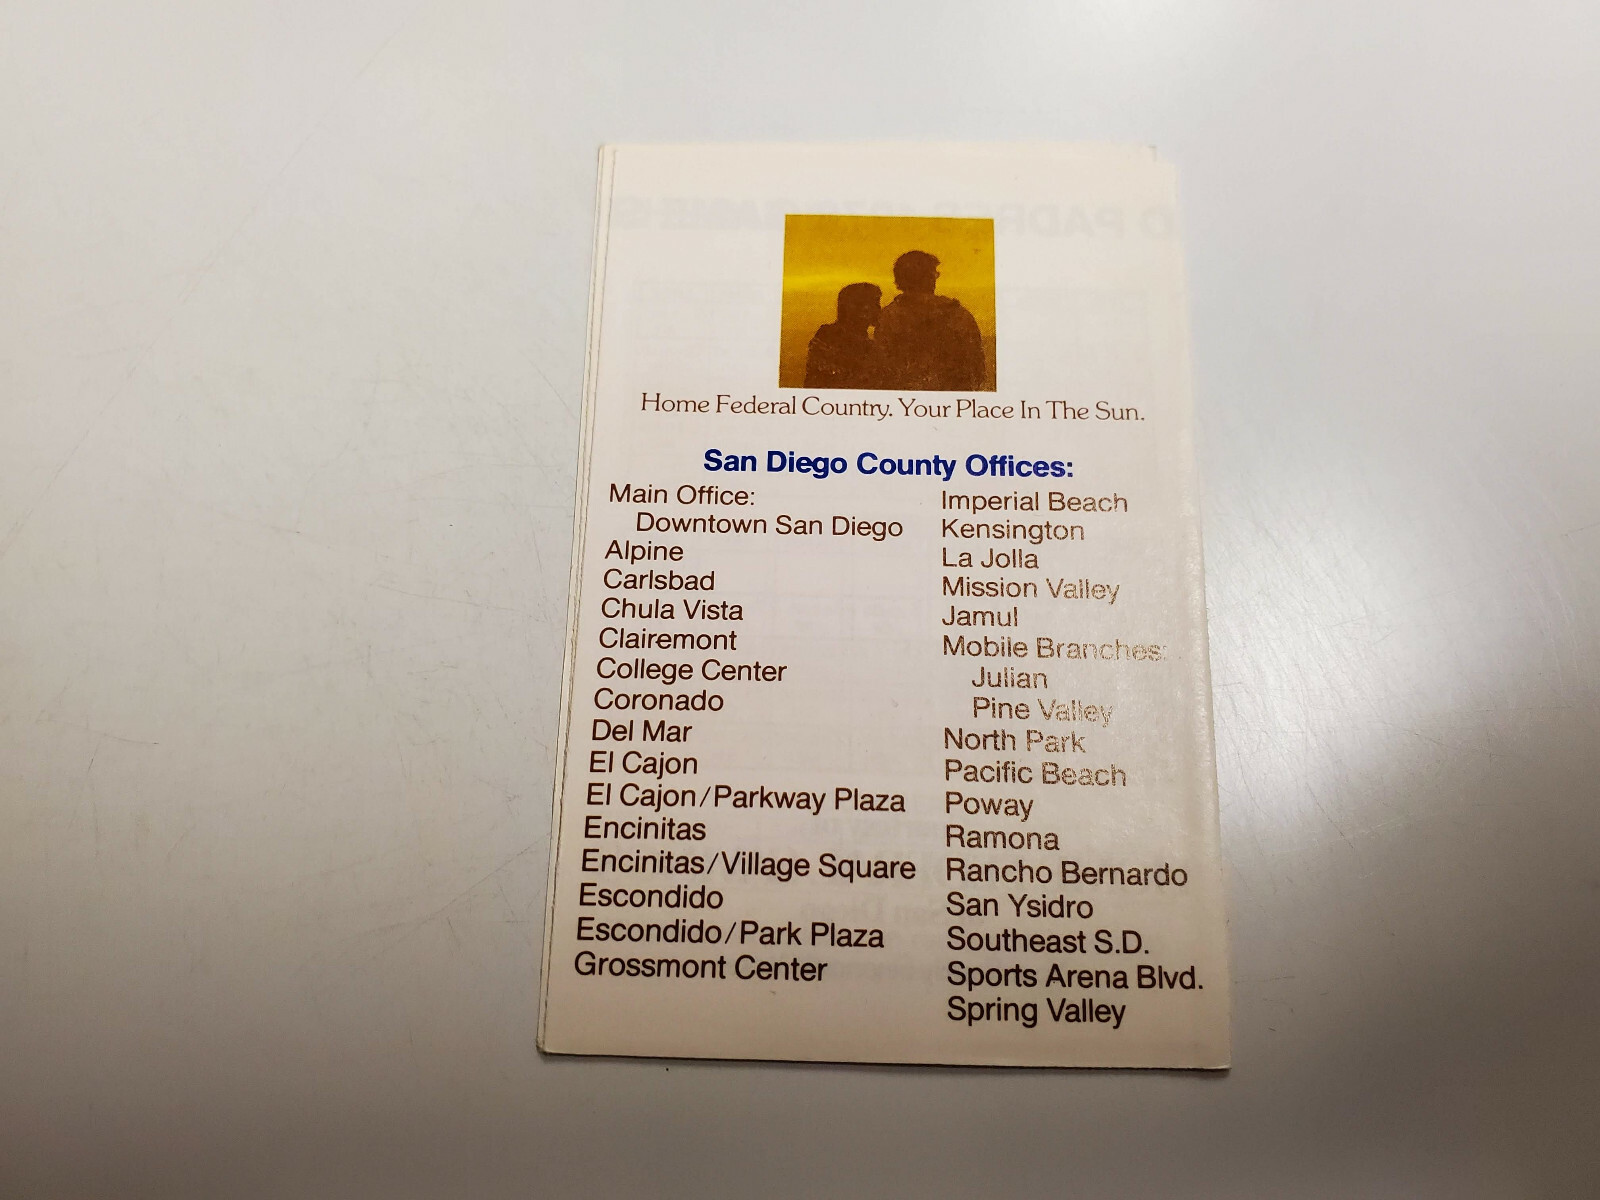 Home Federal Country. Your Place In The Sun.
San Diego County Offices:
Main Office:
Downtown San Diego
Alpine
Carlsbad
Chula Vista
Clairemont
College Center
Coronado
Del Mar
El Cajon
El Cajon/Parkway Plaza
Encinitas
Encinitas/Village Square
Escondido
Escondido/Park Plaza
Grossmont Center
Imperial Beach
Kensington
La Jolla
Mission Valley
Jamul
Mobile Branches:
Julian
Pine Valley
North Park
Pacific Beach
Poway
Ramona
Rancho Bernardo
San Ysidro
Southeast S.D.
Sports Arena Blvd.
Spring Valley